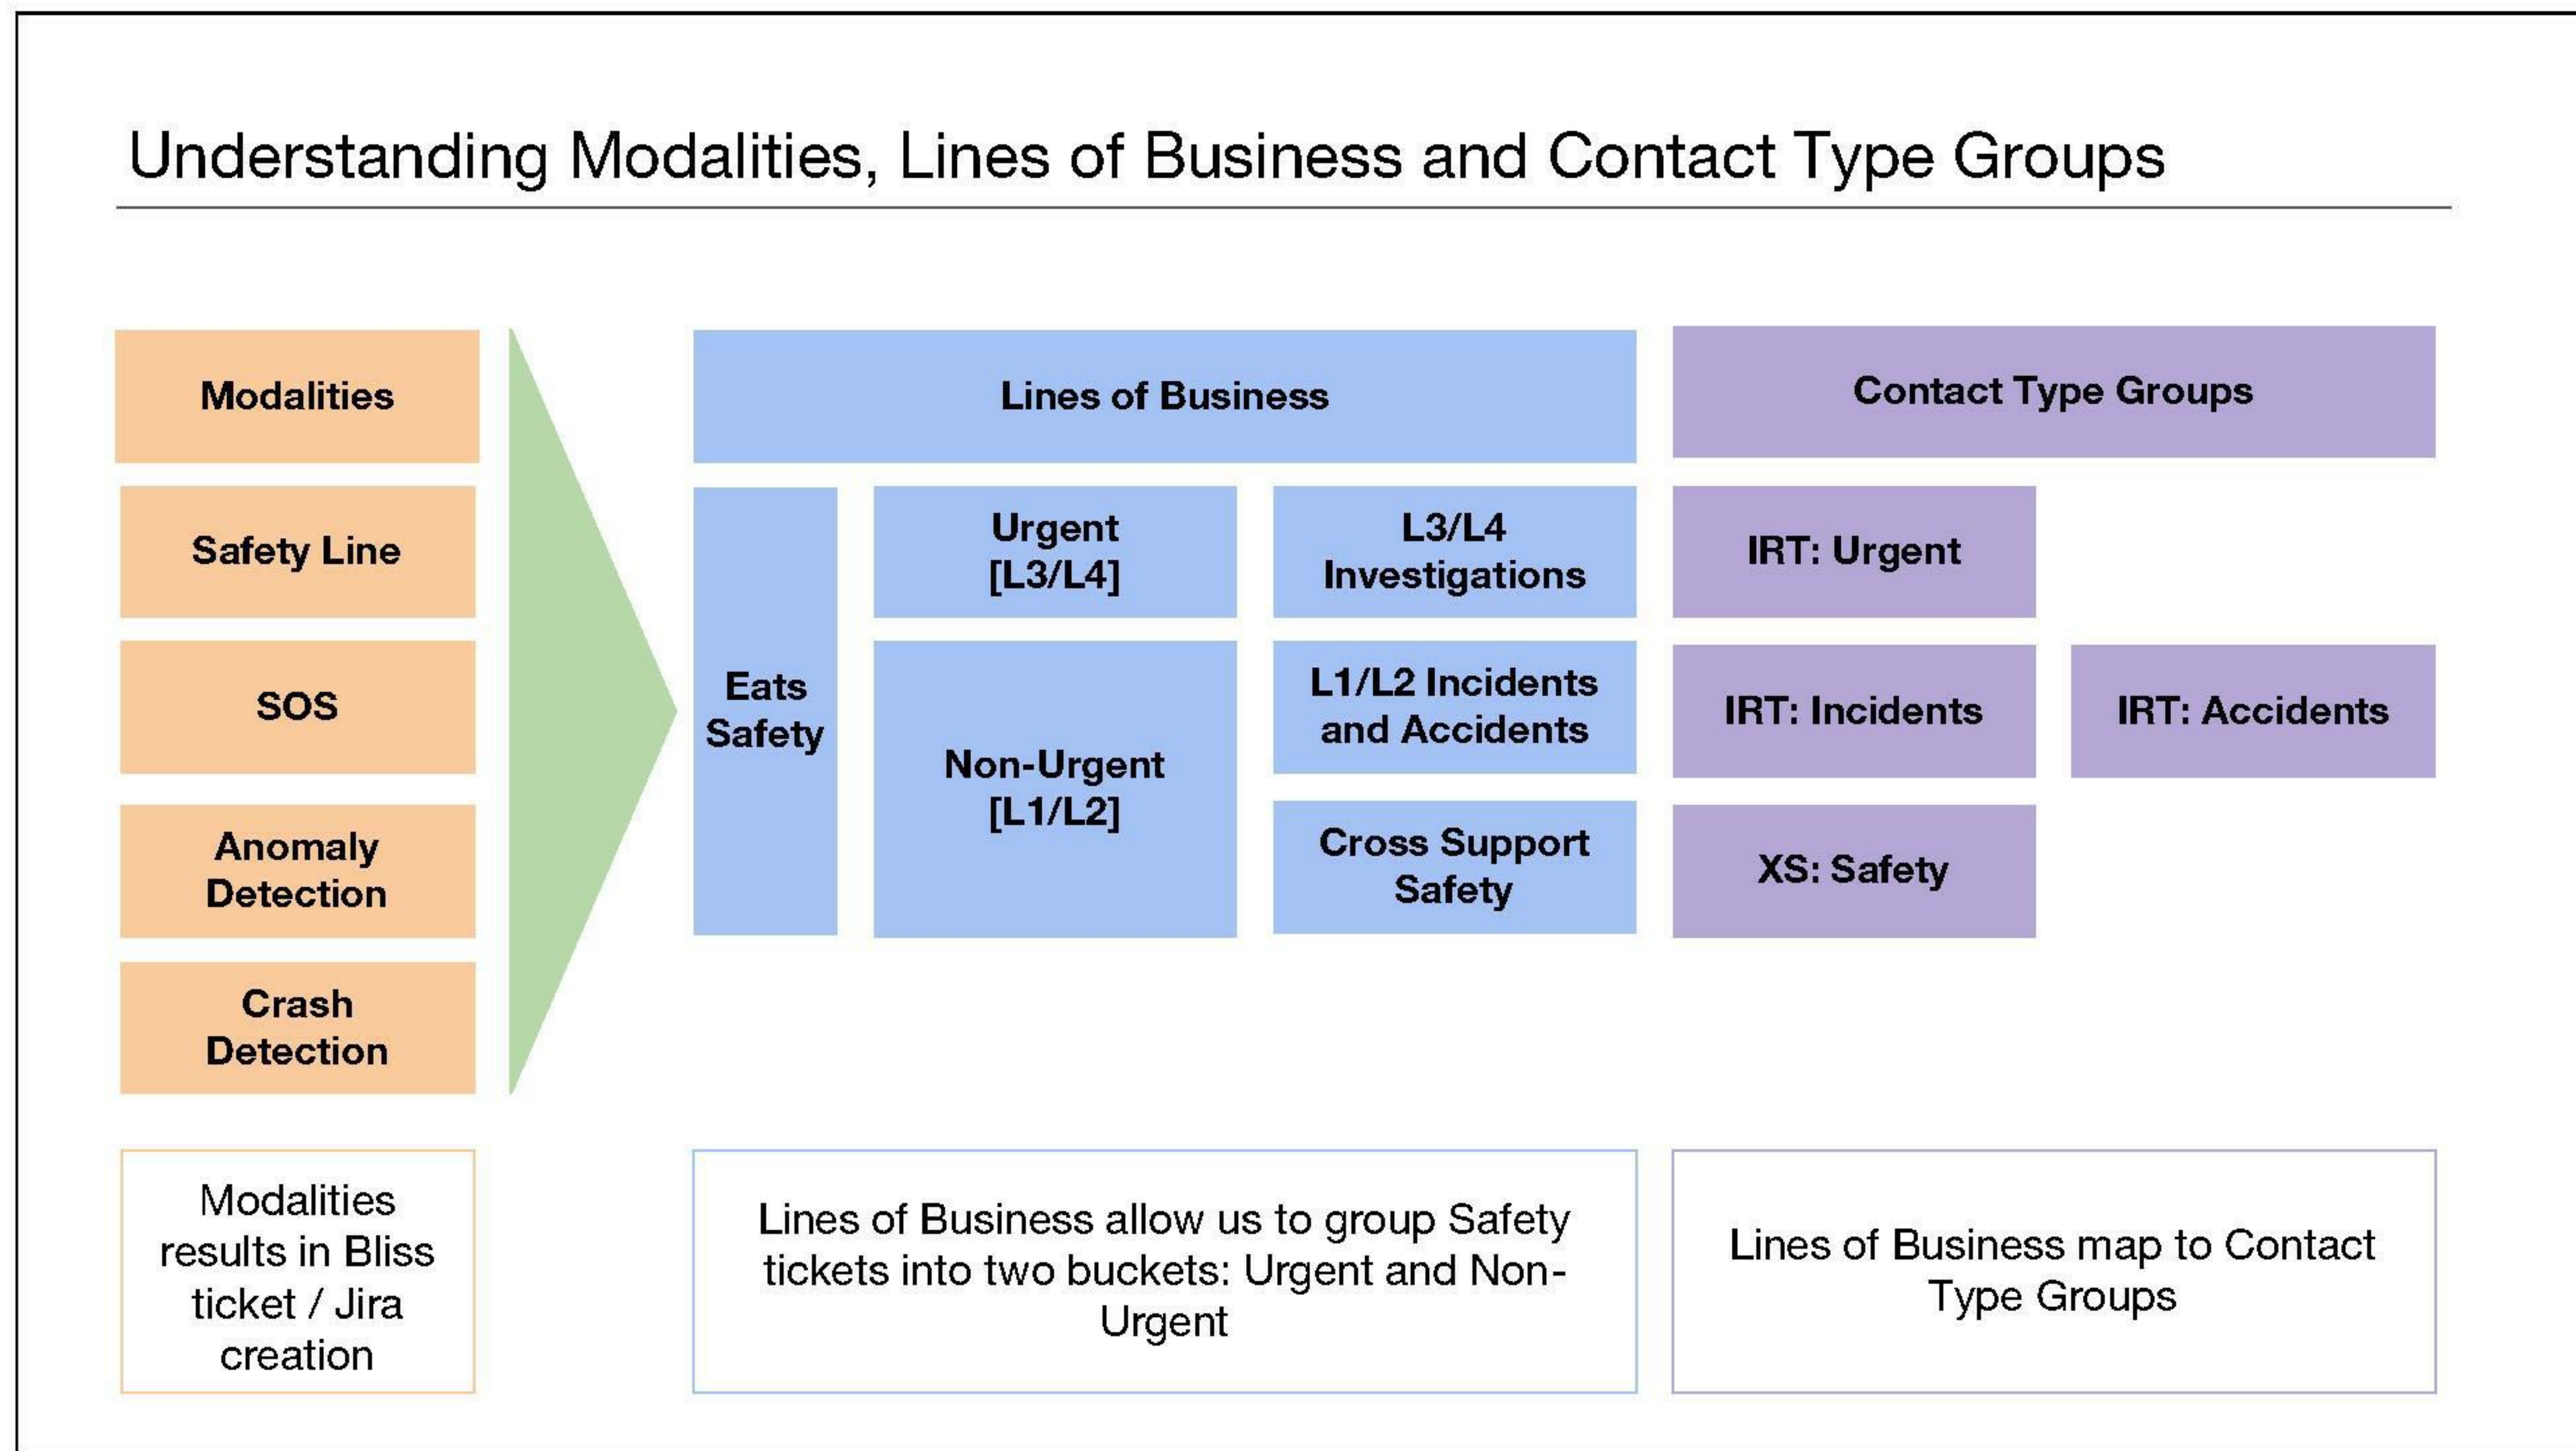 Understanding Modalities, Lines of Business and Contact Type Groups
Modalities
Lines of Business
Contact Type Groups
Safety Line
SOS
Anomaly
Detection
Crash
Detection
Eats
Safety
Urgent
[L3/L4]
Non-Urgent
[L1/L2]
L3/L4
Investigations
L1/L2 Incidents
and Accidents
Cross Support
Safety
IRT: Urgent
IRT: Incidents
IRT: Accidents
XS: Safety
Modalities
results in Bliss
ticket / Jira
creation
Lines of Business allow us to group Safety
tickets into two buckets: Urgent and Non-
Urgent
Lines of Business map to Contact
Type Groups